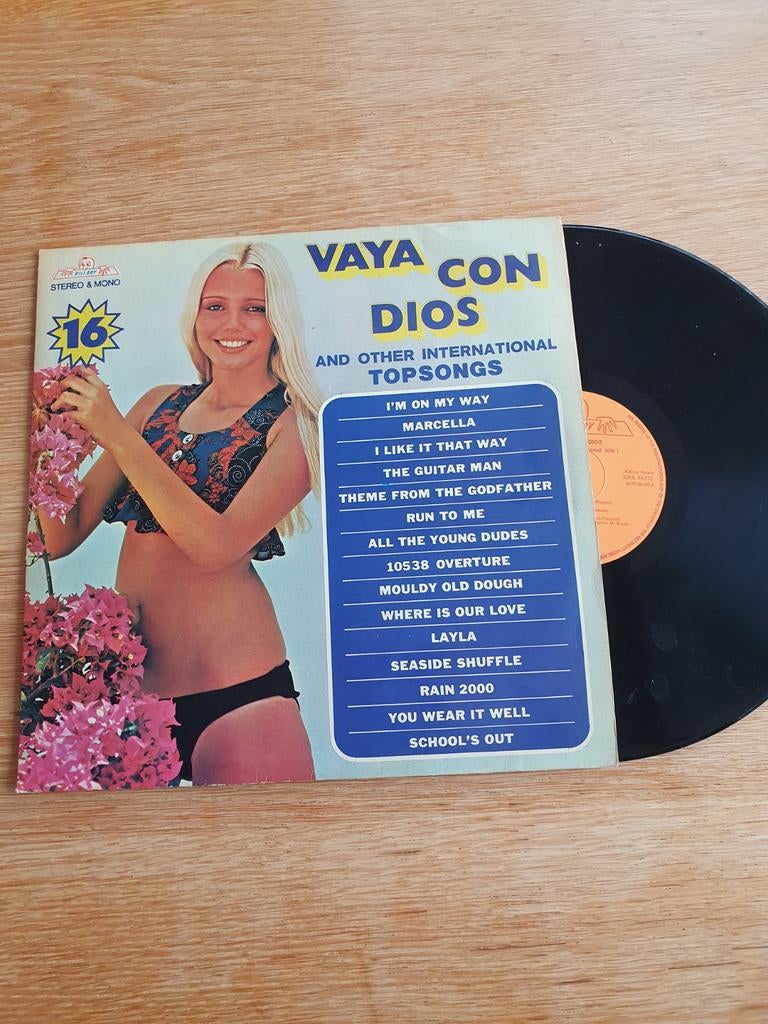 KILLROY
STEREO & MONO
16
VAYA
CON
DIOS
AND OTHER INTERNATIONAL
TOPSONGS
I'M ON MY WAY
MARCELLA
I LIKE IT THAT WAY
THE GUITAR MAN
THEME FROM THE GODFATHER
RUN TO ME
ALL THE YOUNG DUDES
10538 OVERTURE
MOULDY OLD DOUGH
WHERE IS OUR LOVE
LAYLA
SEASIDE SHUFFLE
RAIN 2000
YOU WEAR IT WELL
SCHOOL'S OUT
DIOS